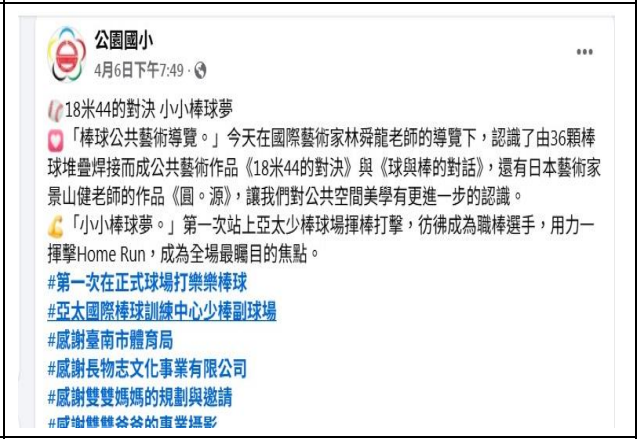 公園國小
4月6日下午7:49
18米44的對決 小小棒球夢
「棒球公共藝術導覽。」今天在國際藝術家林舜龍老師的導覽下，認識了由36顆棒
球堆疊焊接而成公共藝術作品《18米44的對決》與《球與棒的對話》，還有日本藝術家
景山健老師的作品《圓。源》，讓我們對公共空間美學有更進一步的認識。
「小小棒球夢。」第一次站上亞太少棒球場揮棒打擊，彷彿成為職棒選手，用力一
揮擊Home Run，成為全場最矚目的焦點。
#第一次在正式球場打樂樂棒球
#亞太國際棒球訓練中心少棒副球場
#感謝臺南市體育局
#感謝長物志文化事業有限公司
#感謝雙雙媽媽的規劃與邀請
#感謝雙雙爸爸的專業攝影